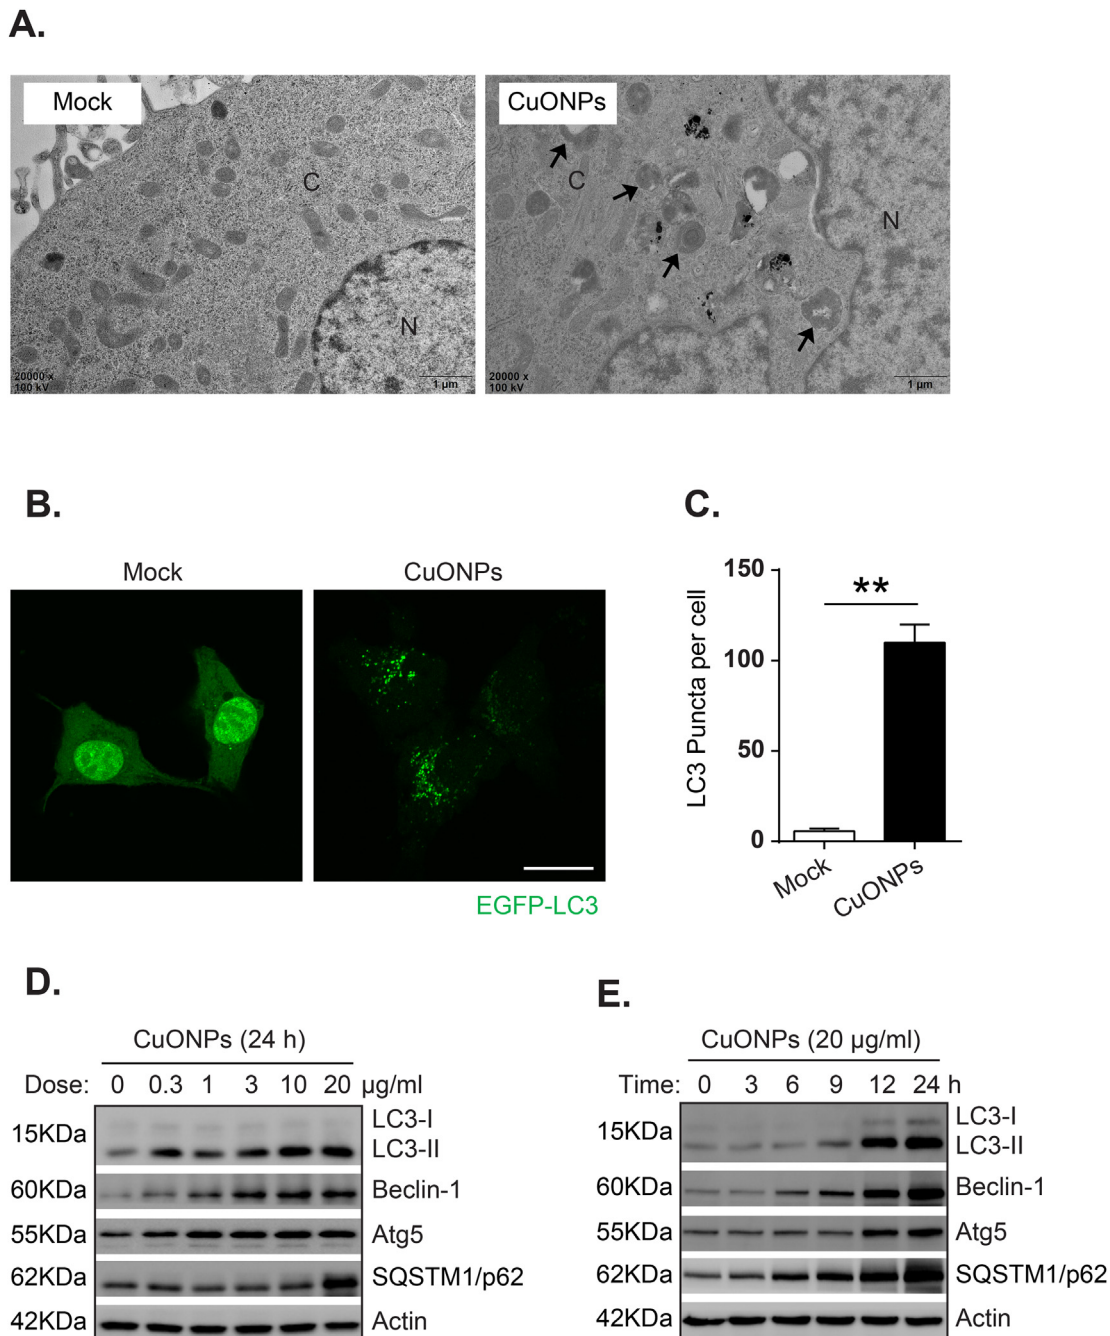 A.
Mock
C
N
20000 x
100 kV
1 µm
CuONPs
C
N
20000 x
100 kV
1 µm
B.
Mock
CuONPs
EGFP-LC3
C.
LC3 Puncta per cell
150
100
50
0
**
Mock
CuONPs
D.
CuONPs (24 h)
Dose: 0 0.3 1 3 10 20 µg/ml
15KDa LC3-I
LC3-II
60KDa Beclin-1
55KDa Atg5
62KDa SQSTM1/p62
42KDa Actin
E.
CuONPs (20 µg/ml)
Time: 0 3 6 9 12 24 h
15KDa LC3-I
LC3-II
60KDa Beclin-1
55KDa Atg5
62KDa SQSTM1/p62
42KDa Actin